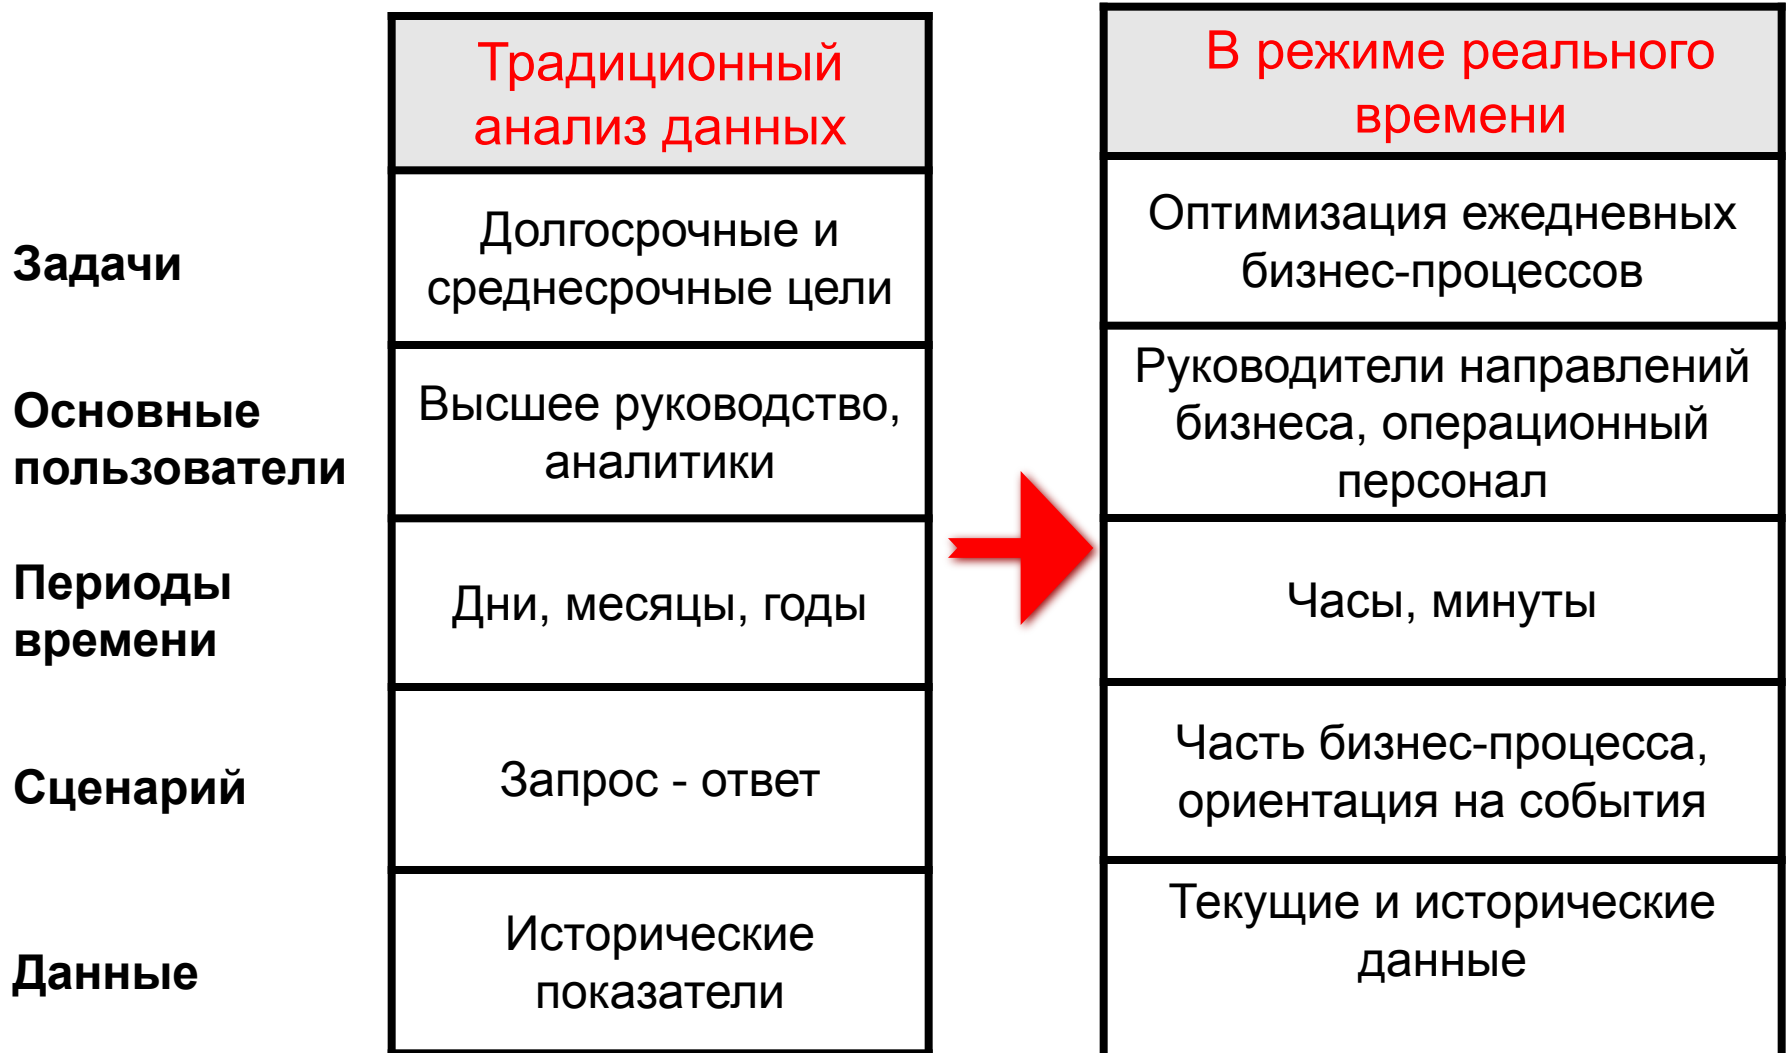 Традиционный
анализ данных
В режиме реального
времени
Задачи
Долгосрочные и
среднесрочные цели
Оптимизация ежедневных
бизнес-процессов
Основные
пользователи
Высшее руководство,
аналитики
Руководители направлений
бизнеса, операционный
персонал
Периоды
времени
Дни, месяцы, годы
Часы, минуты
Сценарий
Запрос - ответ
Часть бизнес-процесса,
ориентация на события
Данные
Исторические
показатели
Текущие и исторические
данные